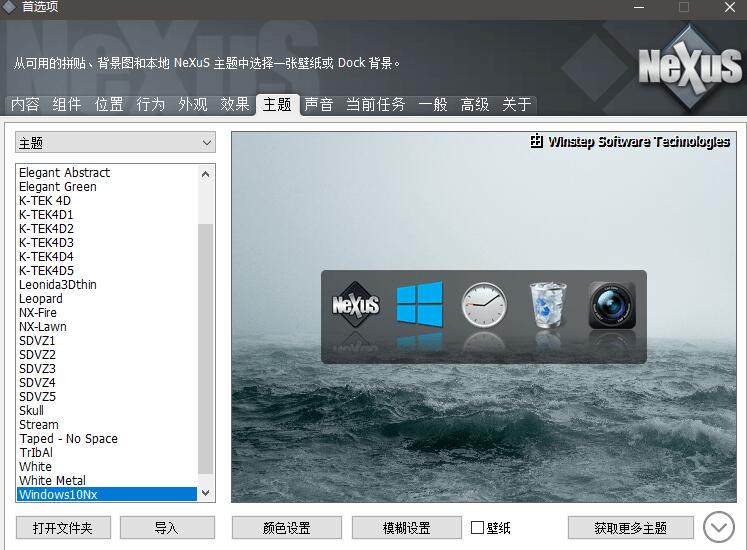 首选项
从可用的拼贴、背景图和本地 NeXuS 主题中选择一张壁纸或 Dock 背景。
NeXuS
内容 组件 位置 行为 外观 效果 主题 声音 当前任务 一般 高级 关于
主题
由 Winstep Software Technologies
Elegant Abstract
Elegant Green
K-TEK 4D
K-TEK4D1
K-TEK4D2
K-TEK4D3
K-TEK4D4
K-TEK4D5
Leonida3Dthin
Leopard
NX-Fire
NX-Lawn
SDVZ1
SDVZ2
SDVZ3
SDVZ4
SDVZ5
Skull
Stream
Taped - No Space
TrIbAl
White
White Metal
Windows10Nx
NeXuS
打开文件夹 导入 颜色设置 模糊设置 壁纸 获取更多主题